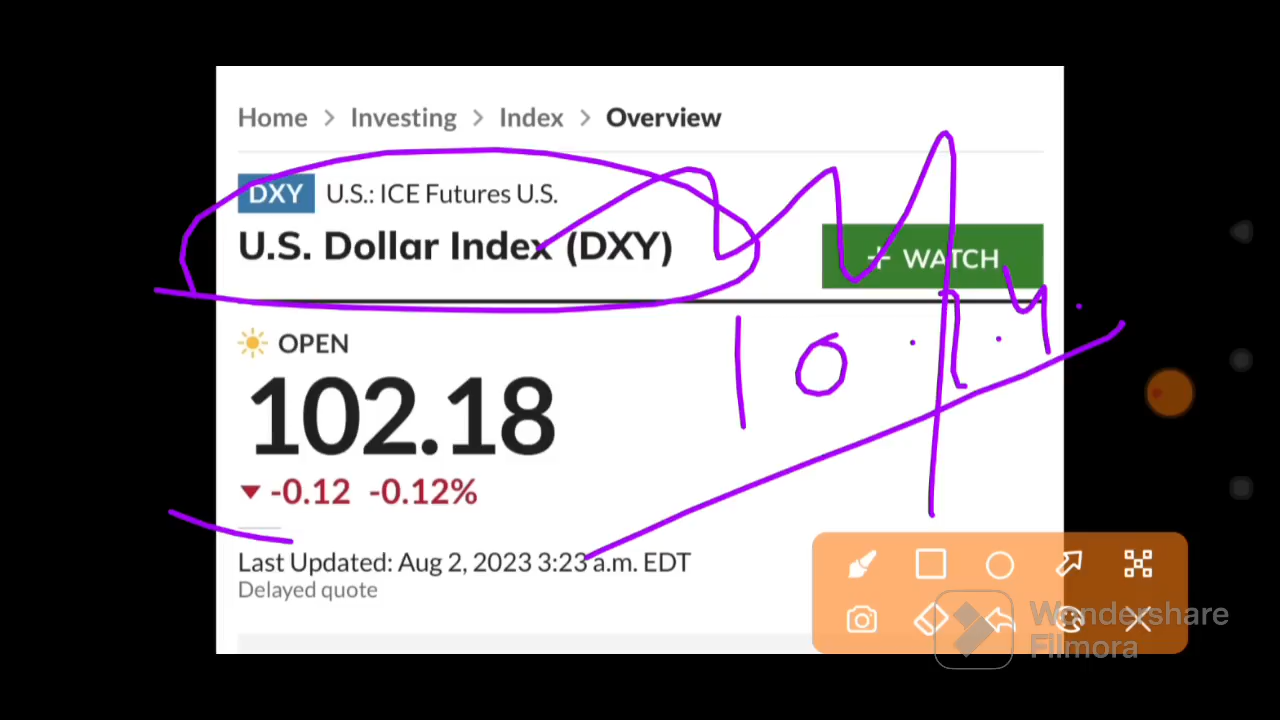 Home > Investing > Index > Overview
DXY U.S.: ICE Futures U.S.
U.S. Dollar Index (DXY)
+ WATCH
OPEN
10 P.M.
102.18
-0.12 -0.12%
Last Updated: Aug 2, 2023 3:23 a.m. EDT
Delayed quote
Wondershare
Filmora